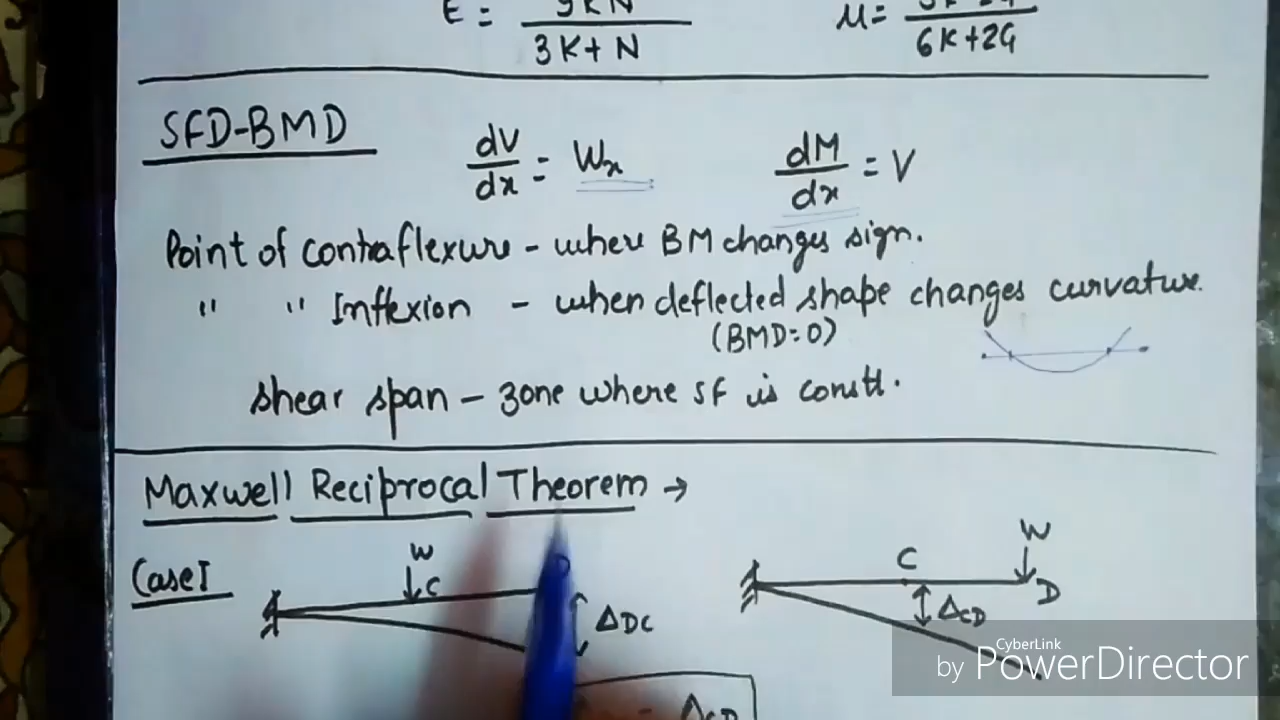 E = 9KN / 3K+N
μ = / 6K+2G
SFD-BMD
dV/dx = Wx
dM/dx = V
Point of contraflexure - where BM changes sign.
" " Inflexion - when deflected shape changes curvature.
(BMD=0)
Shear span - zone where SF is constt.
Maxwell Reciprocal Theorem →
Case I
W
C
ΔDC
W
C
D
ΔCD
ΔCD
CyberLink
by PowerDirector